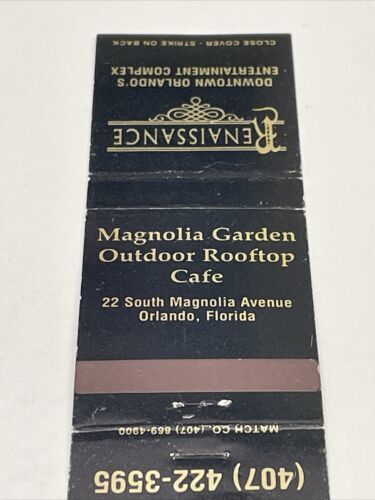 CLOSE COVER - STRIKE ON BACK
DOWNTOWN ORLANDO'S
ENTERTAINMENT COMPLEX
RENAISSANCE
Magnolia Garden
Outdoor Rooftop
Cafe
22 South Magnolia Avenue
Orlando, Florida
MATCH CO. (407) 869-4900
(407) 422-3595